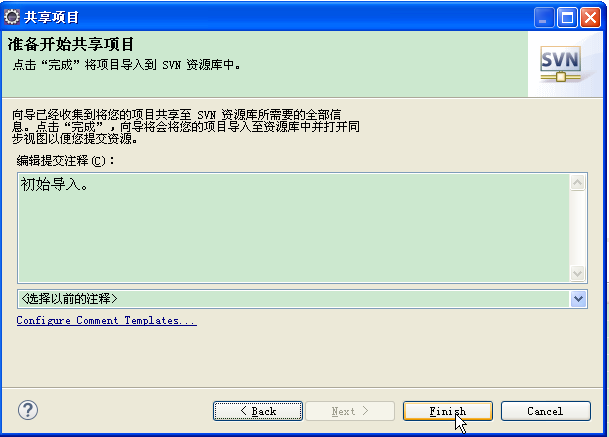 共享项目
准备开始共享项目
点击“完成”将项目导入到 SVN 资源库中。
SVN
向导已经收集到将您的项目共享至 SVN 资源库所需要的全部信
息。点击“完成”，向导将会将您的项目导入至资源库中并打开同
步视图以便您提交资源。
编辑提交注释(C)：
初始导入。
<选择以前的注释>
Configure Comment Templates...
?
< Back
Next >
Finish
Cancel